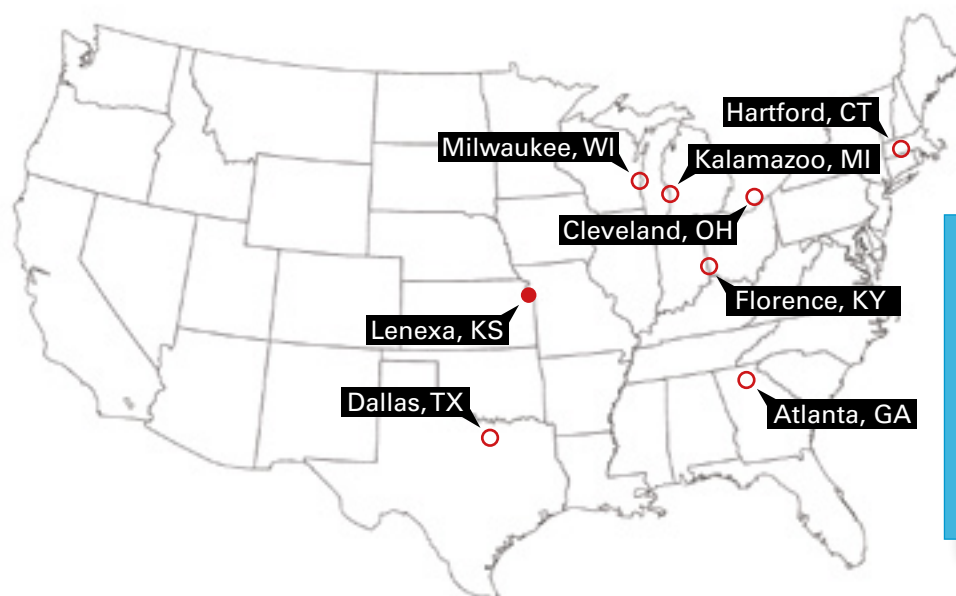 Hartford, CT
Milwaukee, WI
Kalamazoo, MI
Cleveland, OH
Florence, KY
Lenexa, KS
Dallas, TX
Atlanta, GA